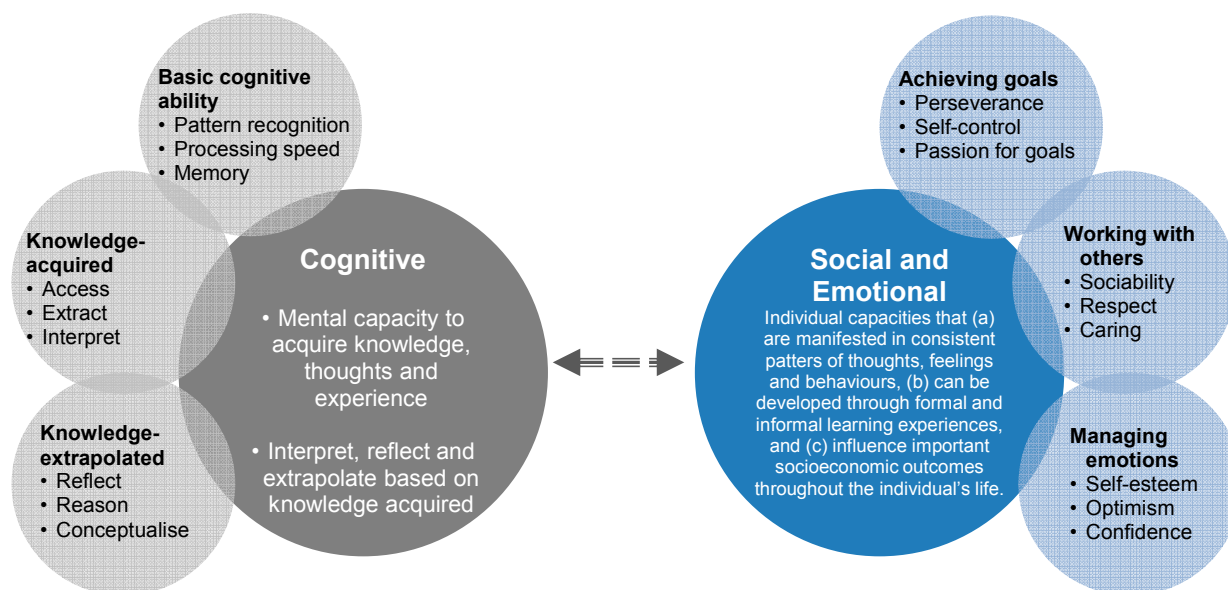 Basic cognitive
ability
• Pattern recognition
• Processing speed
• Memory
Knowledge-
acquired
• Access
• Extract
• Interpret
Knowledge-
extrapolated
• Reflect
• Reason
• Conceptualise
Cognitive
• Mental capacity to
acquire knowledge,
thoughts and
experience
• Interpret, reflect and
extrapolate based on
knowledge acquired
Social and
Emotional
Individual capacities that (a)
are manifested in consistent
patters of thoughts, feelings
and behaviours, (b) can be
developed through formal and
informal learning experiences,
and (c) influence important
socioeconomic outcomes
throughout the individual’s life.
Achieving goals
• Perseverance
• Self-control
• Passion for goals
Working with
others
• Sociability
• Respect
• Caring
Managing
emotions
• Self-esteem
• Optimism
• Confidence